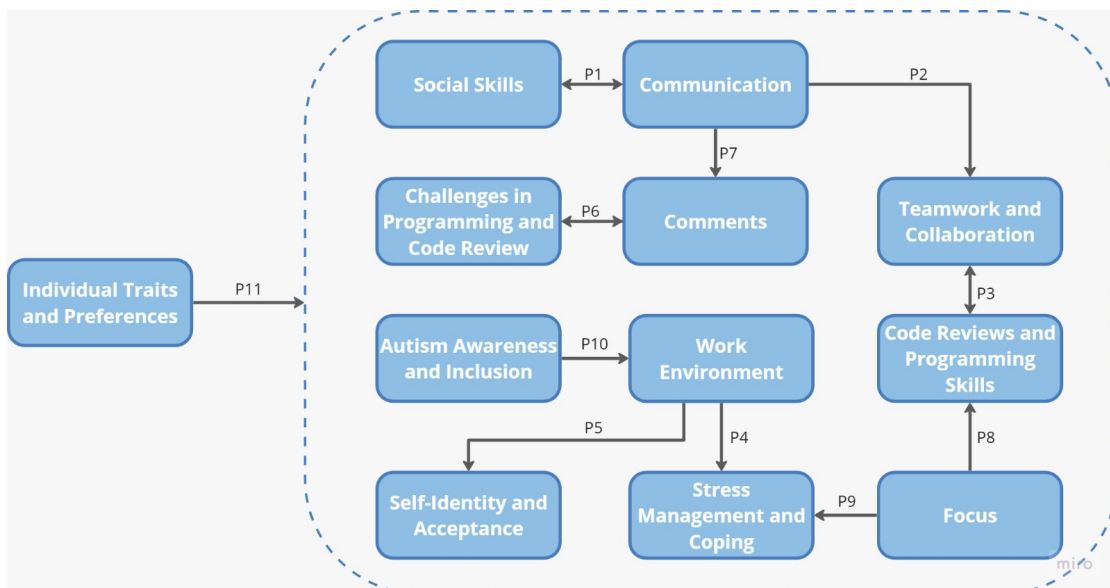 Social Skills
P1
Communication
P2
P7
Challenges in
Programming and
Code Review
P6
Comments
Teamwork and
Collaboration
P3
Individual Traits
and Preferences
P11
Autism Awareness
and Inclusion
P10
Work
Environment
Code Reviews and
Programming
Skills
P5
P4
P8
Self-Identity and
Acceptance
Stress
Management and
Coping
P9
Focus
miro